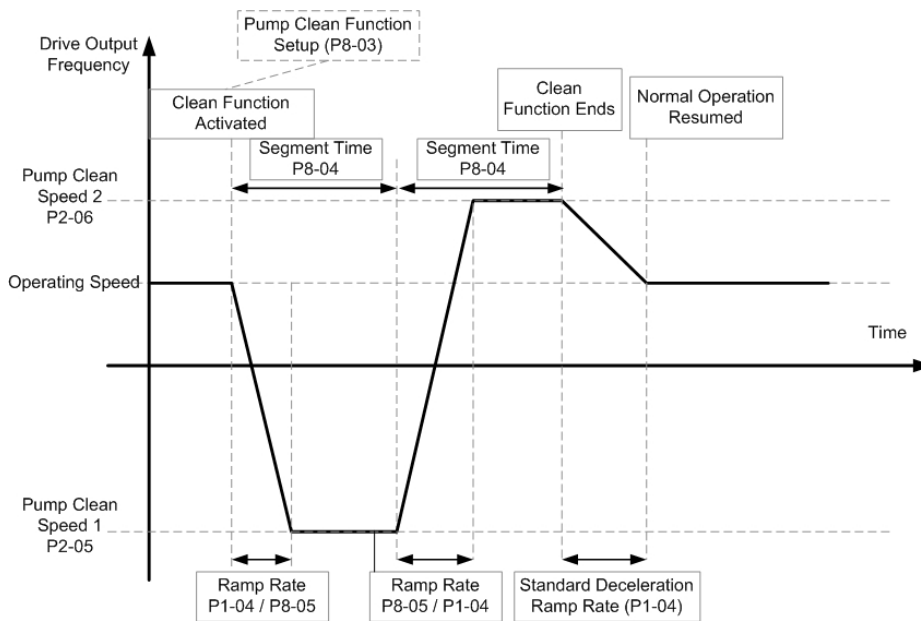 Pump Clean Function
Setup (P8-03)
Drive Output
Frequency
Clean Function
Activated
Clean
Function Ends
Normal Operation
Resumed
Segment Time
P8-04
Segment Time
P8-04
Pump Clean
Speed 2
P2-06
Operating Speed
Time
Pump Clean
Speed 1
P2-05
Ramp Rate
P1-04 / P8-05
Ramp Rate
P8-05 / P1-04
Standard Deceleration
Ramp Rate (P1-04)